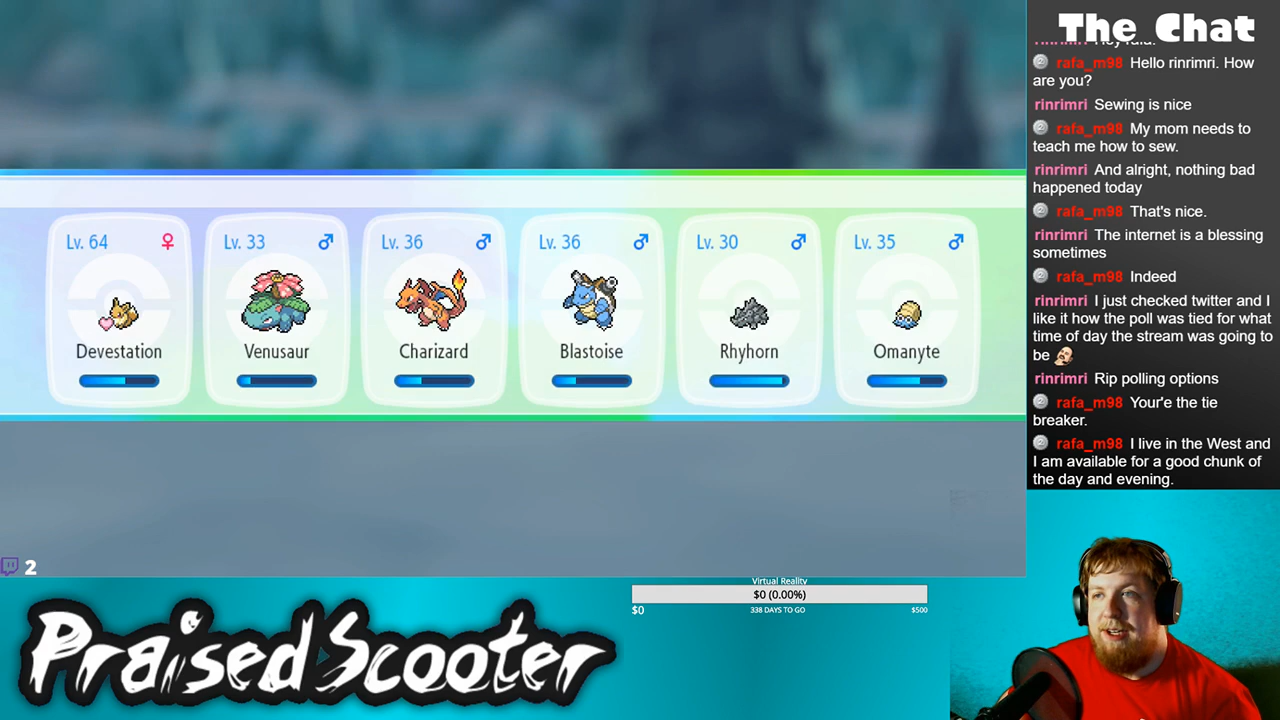 The Chat
rinrimri Hey rafa.
rafa_m98 Hello rinrimri. How
are you?
rinrimri Sewing is nice
rafa_m98 My mom needs to
teach me how to sew.
rinrimri And alright, nothing bad
happened today
rafa_m98 That's nice.
rinrimri The internet is a blessing
sometimes
rafa_m98 Indeed
rinrimri I just checked twitter and I
like it how the poll was tied for what
time of day the stream was going to
be
rinrimri Rip polling options
rafa_m98 Your'e the tie
breaker.
rafa_m98 I live in the West and
I am available for a good chunk of
the day and evening.
Lv. 64 ♀
Devestation
Lv. 33 ♂
Venusaur
Lv. 36 ♂
Charizard
Lv. 36 ♂
Blastoise
Lv. 30 ♂
Rhyhorn
Lv. 35 ♂
Omanyte
2
Virtual Reality
$0 (0.00%)
$0 338 DAYS TO GO $500
PraisedScooter